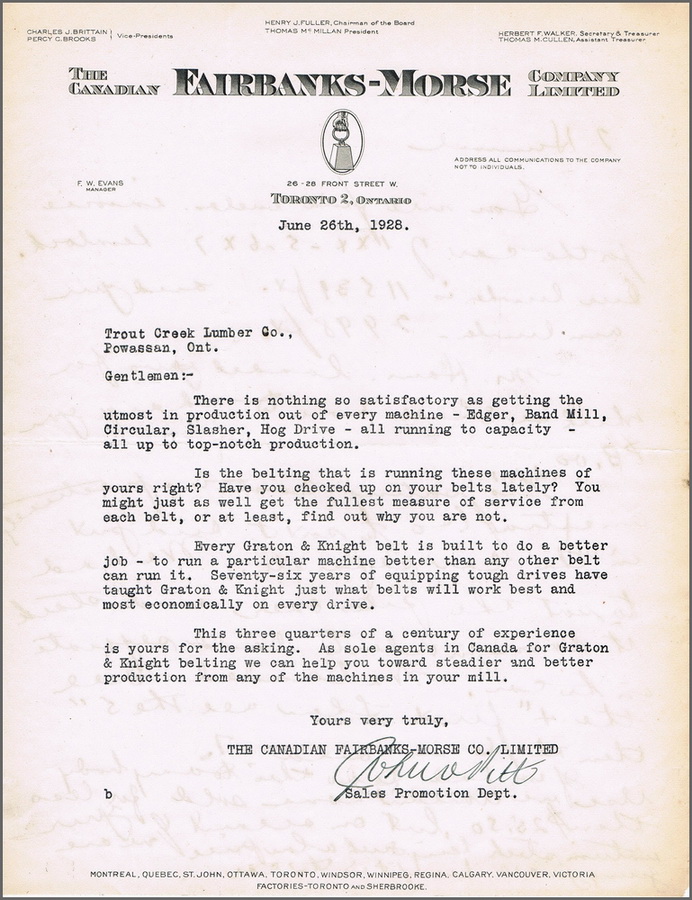 HENRY J. FULLER, Chairman of the Board
THOMAS Mc MILLAN President
CHARLES J. BRITTAIN
PERCY C. BROOKS
Vice-Presidents
HERBERT F. WALKER, Secretary & Treasurer
THOMAS M. CULLEN, Assistant Treasurer
THE CANADIAN FAIRBANKS-MORSE COMPANY LIMITED
ADDRESS ALL COMMUNICATIONS TO THE COMPANY
NOT TO INDIVIDUALS.
F. W. EVANS
MANAGER
26-28 FRONT STREET W.
TORONTO 2, ONTARIO
June 26th, 1928.
Trout Creek Lumber Co.,
Powassan, Ont.
Gentlemen:-
There is nothing so satisfactory as getting the
utmost in production out of every machine - Edger, Band Mill,
Circular, Slasher, Hog Drive - all running to capacity -
all up to top-notch production.
Is the belting that is running these machines of
yours right? Have you checked up on your belts lately? You
might just as well get the fullest measure of service from
each belt, or at least, find out why you are not.
Every Graton & Knight belt is built to do a better
job - to run a particular machine better than any other belt
can run it. Seventy-six years of equipping tough drives have
taught Graton & Knight just what belts will work best and
most economically on every drive.
This three quarters of a century of experience
is yours for the asking. As sole agents in Canada for Graton
& Knight belting we can help you toward steadier and better
production from any of the machines in your mill.
Yours very truly,
THE CANADIAN FAIRBANKS-MORSE CO. LIMITED
Sales Promotion Dept.
b
MONTREAL, QUEBEC, ST. JOHN, OTTAWA, TORONTO, WINDSOR, WINNIPEG, REGINA, CALGARY, VANCOUVER, VICTORIA
FACTORIES-TORONTO AND SHERBROOKE.